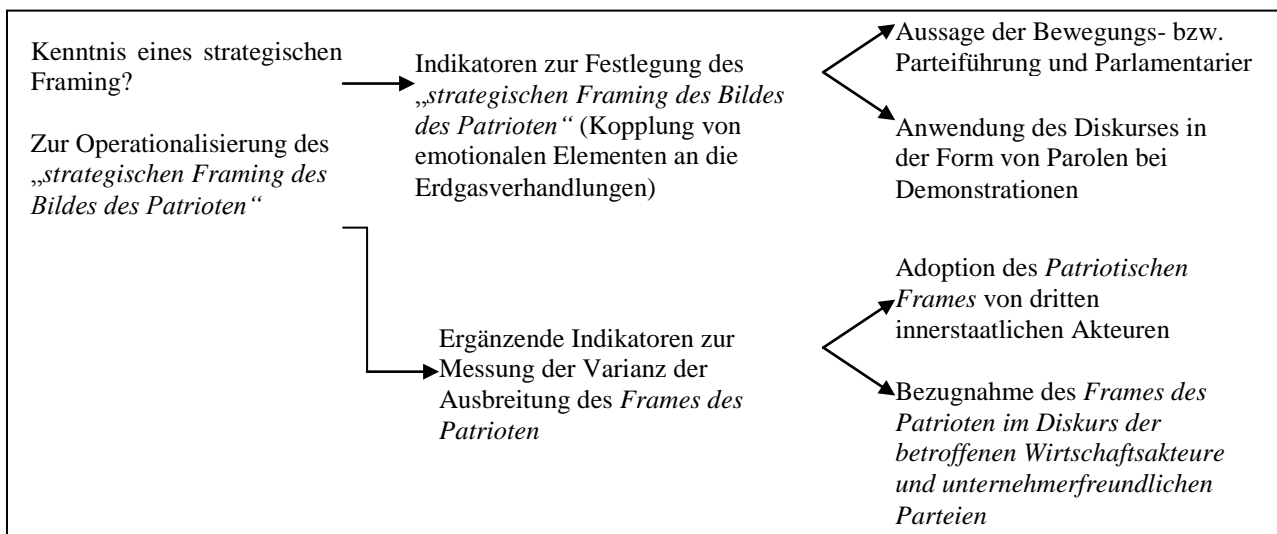 Kenntnis eines strategischen
Framing?
Zur Operationalisierung des
„strategischen Framing des
Bildes des Patrioten“
Indikatoren zur Festlegung des
„strategischen Framing des Bildes
des Patrioten“ (Kopplung von
emotionalen Elementen an die
Erdgasverhandlungen)
Aussage der Bewegungs- bzw.
Parteiführung und Parlamentarier
Anwendung des Diskurses in
der Form von Parolen bei
Demonstrationen
Ergänzende Indikatoren zur
Messung der Varianz der
Ausbreitung des Frames des
Patrioten
Adoption des Patriotischen
Frames von dritten
innerstaatlichen Akteuren
Bezugnahme des Frames des
Patrioten im Diskurs der
betroffenen Wirtschaftsakteure
und unternehmerfreundlichen
Parteien